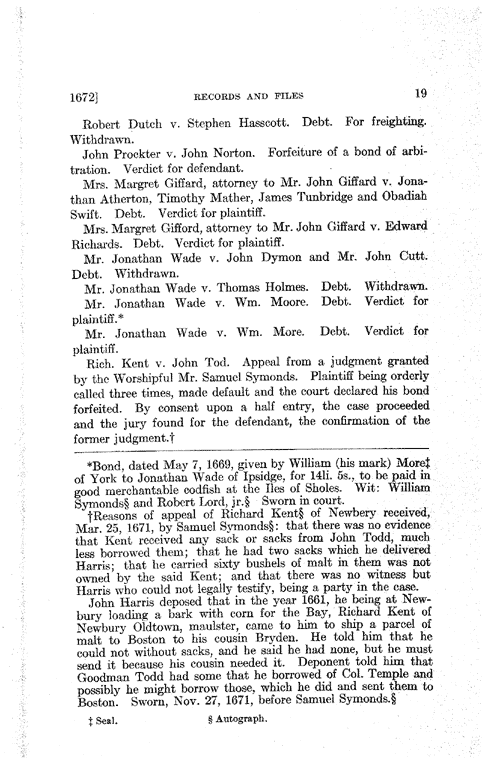 1672] RECORDS AND FILES 19
Robert Dutch v. Stephen Hasscott. Debt. For freighting.
Withdrawn.
John Prockter v. John Norton. Forfeiture of a bond of arbi-
tration. Verdict for defendant.
Mrs. Margret Giffard, attorney to Mr. John Giffard v. Jona-
than Atherton, Timothy Mather, James Tunbridge and Obadiah
Swift. Debt. Verdict for plaintiff.
Mrs. Margret Gifford, attorney to Mr. John Giffard v. Edward
Richards. Debt. Verdict for plaintiff.
Mr. Jonathan Wade v. John Dymon and Mr. John Cutt.
Debt. Withdrawn.
Mr. Jonathan Wade v. Thomas Holmes. Debt. Withdrawn.
Mr. Jonathan Wade v. Wm. Moore. Debt. Verdict for
plaintiff.*
Mr. Jonathan Wade v. Wm. More. Debt. Verdict for
plaintiff.
Rich. Kent v. John Tod. Appeal from a judgment granted
by the Worshipful Mr. Samuel Symonds. Plaintiff being orderly
called three times, made default and the court declared his bond
forfeited. By consent upon a half entry, the case proceeded
and the jury found for the defendant, the confirmation of the
former judgment.†
*Bond, dated May 7, 1669, given by William (his mark) More‡
of York to Jonathan Wade of Ipsidge, for 14li. 5s., to be paid in
good merchantable codfish at the Iles of Sholes. Wit: William
Symonds§ and Robert Lord, jr.§ Sworn in court.
†Reasons of appeal of Richard Kent§ of Newbery received,
Mar. 25, 1671, by Samuel Symonds§: that there was no evidence
that Kent received any sack or sacks from John Todd, much
less borrowed them; that he had two sacks which he delivered
Harris; that he carried sixty bushels of malt in them was not
owned by the said Kent; and that there was no witness but
Harris who could not legally testify, being a party in the case.
John Harris deposed that in the year 1661, he being at New-
bury loading a bark with corn for the Bay, Richard Kent of
Newbury Oldtown, maulster, came to him to ship a parcel of
malt to Boston to his cousin Bryden. He told him that he
could not without sacks, and he said he had none, but he must
send it because his cousin needed it. Deponent told him that
Goodman Todd had some that he borrowed of Col. Temple and
possibly he might borrow those, which he did and sent them to
Boston. Sworn, Nov. 27, 1671, before Samuel Symonds.§
‡ Seal. § Autograph.